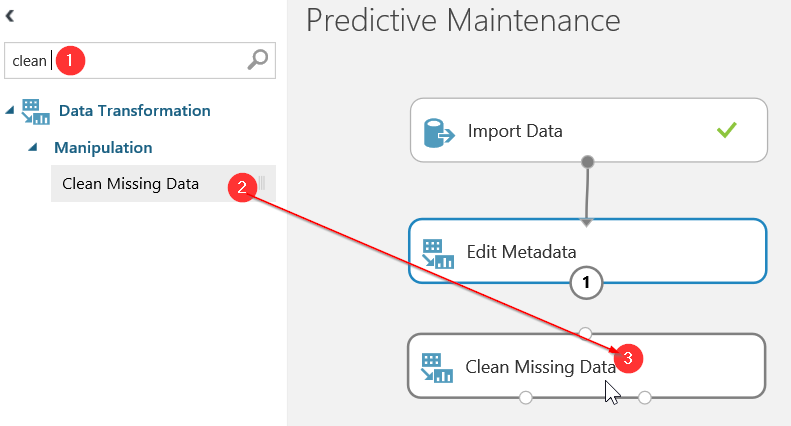 Predictive Maintenance
clean
1
Data Transformation
Manipulation
Clean Missing Data
2
Import Data
Edit Metadata
1
3
Clean Missing Data